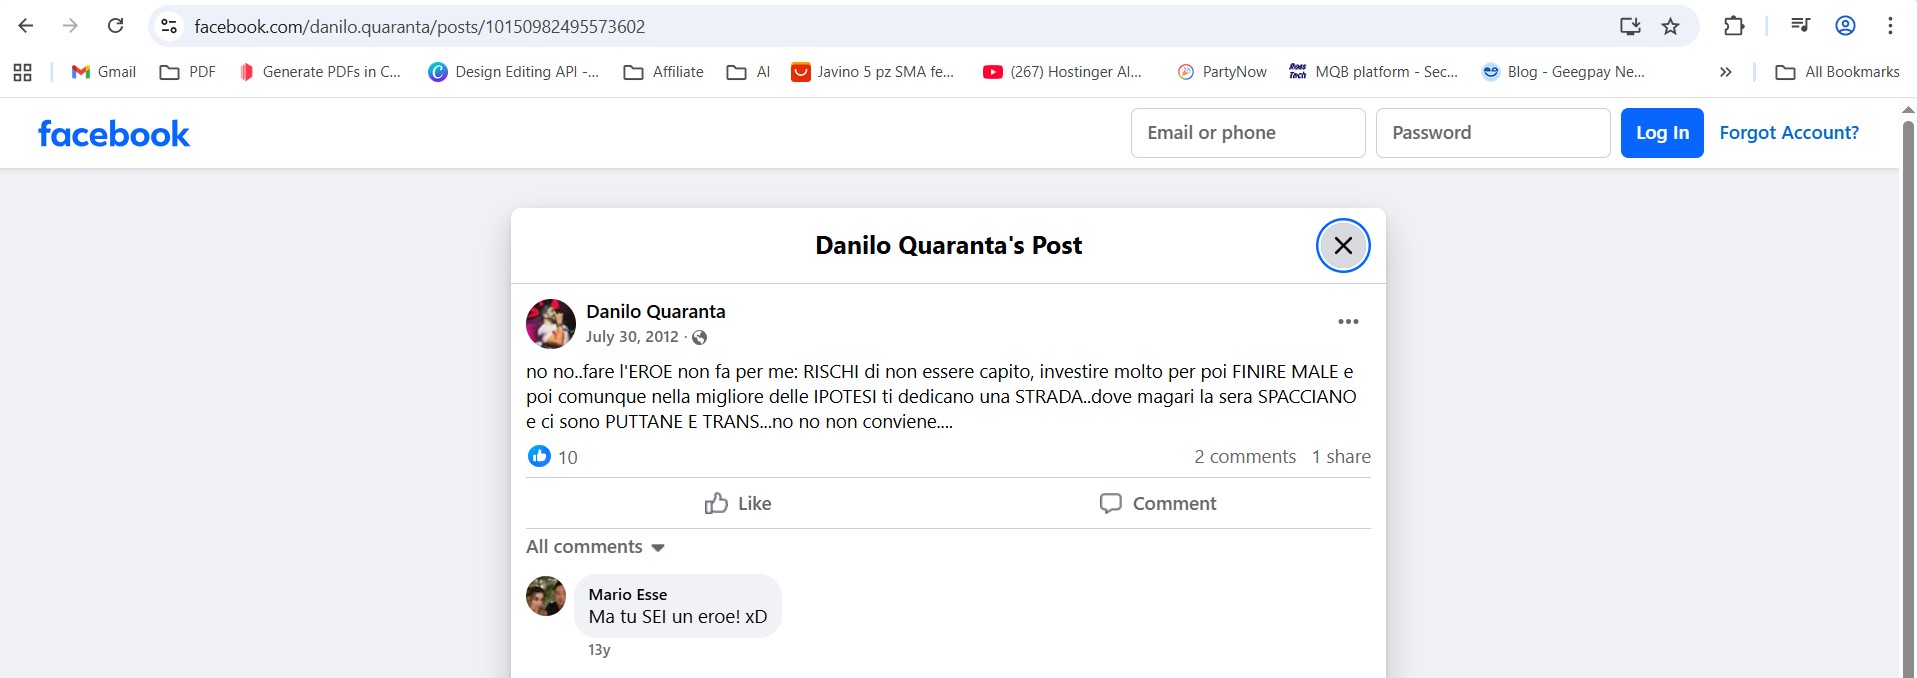 facebook.com/danilo.quaranta/posts/10150982495573602
Gmail PDF Generate PDFs in C... Design Editing API -... Affiliate AI Javino 5 pz SMA fe... (267) Hostinger AI... PartyNow Ross Tech MQB platform - Sec... Blog - Geegpay Ne... » All Bookmarks
facebook Email or phone Password Log In Forgot Account?
Danilo Quaranta's Post
Danilo Quaranta
July 30, 2012 ·
no no..fare l'EROE non fa per me: RISCHI di non essere capito, investire molto per poi FINIRE MALE e
poi comunque nella migliore delle IPOTESI ti dedicano una STRADA..dove magari la sera SPACCIANO
e ci sono PUTTANE E TRANS...no no non conviene....
10 2 comments 1 share
Like Comment
All comments
Mario Esse
Ma tu SEI un eroe! xD
13y